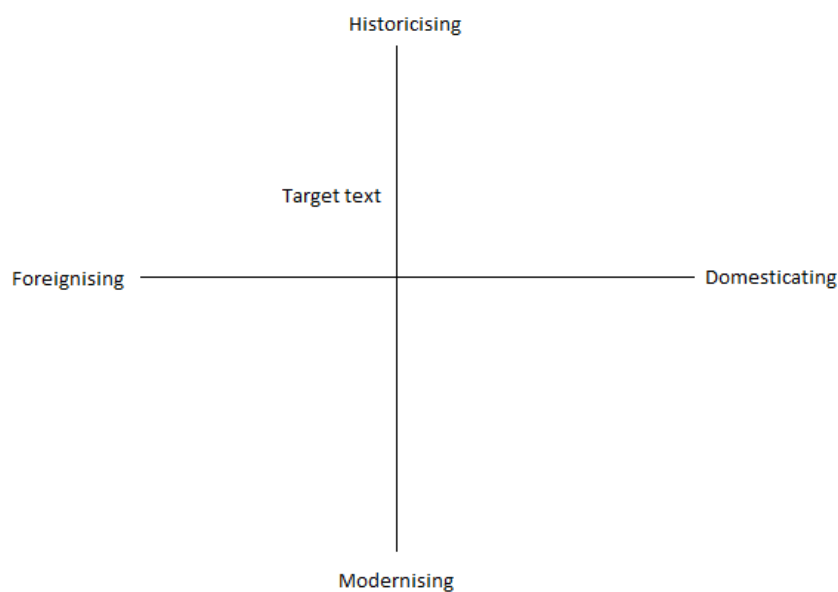 Historicising
Target text
Foreignising
Domesticating
Modernising